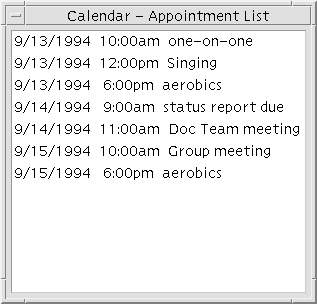 Calendar - Appointment List
9/13/1994 10:00am one-on-one
9/13/1994 12:00pm Singing
9/13/1994 6:00pm aerobics
9/14/1994 9:00am status report due
9/14/1994 11:00am Doc Team meeting
9/15/1994 10:00am Group meeting
9/15/1994 6:00pm aerobics